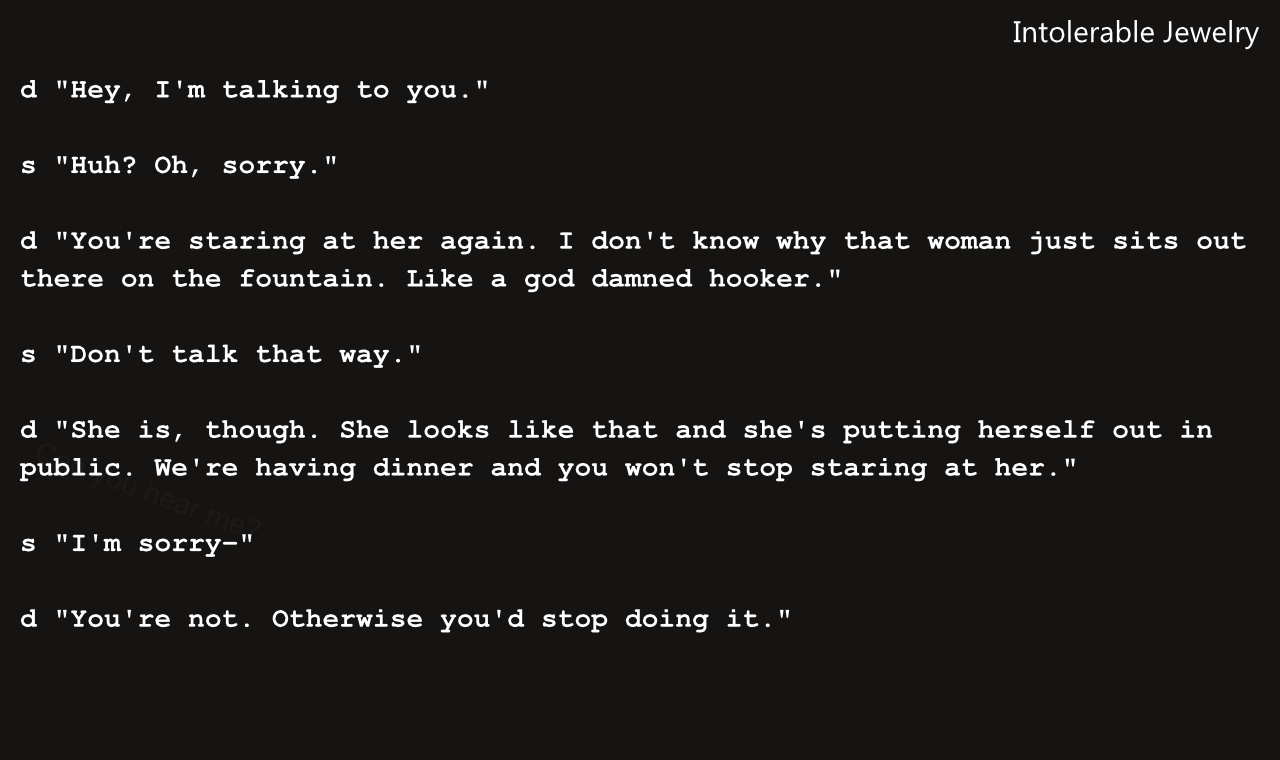 Intolerable Jewelry
d "Hey, I'm talking to you."
s "Huh? Oh, sorry."
d "You're staring at her again. I don't know why that woman just sits out
there on the fountain. Like a god damned hooker."
s "Don't talk that way."
d "She is, though. She looks like that and she's putting herself out in
public. We're having dinner and you won't stop staring at her."
you hear me?
s "I'm sorry—"
d "You're not. Otherwise you'd stop doing it."